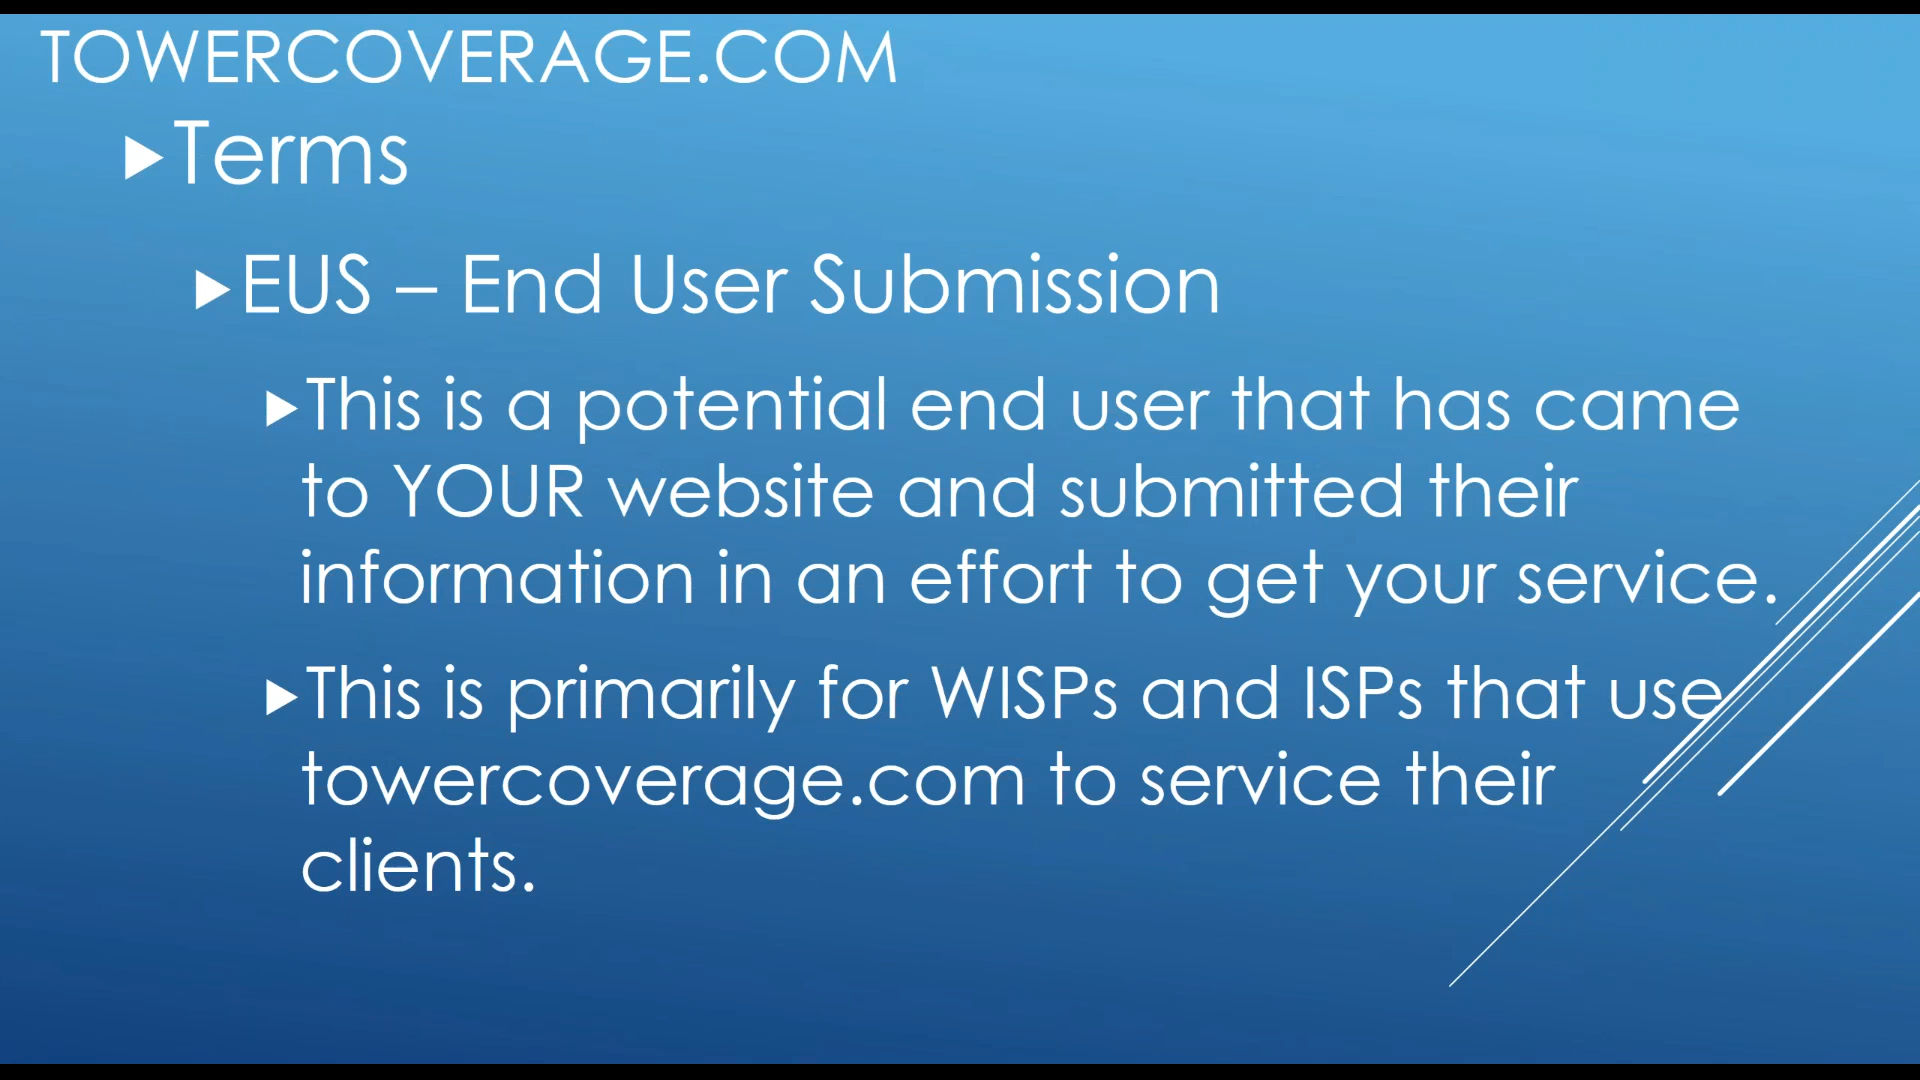 TOWERCOVERAGE.COM
Terms
EUS – End User Submission
This is a potential end user that has came
to YOUR website and submitted their
information in an effort to get your service.
This is primarily for WISPs and ISPs that use
towercoverage.com to service their
clients.